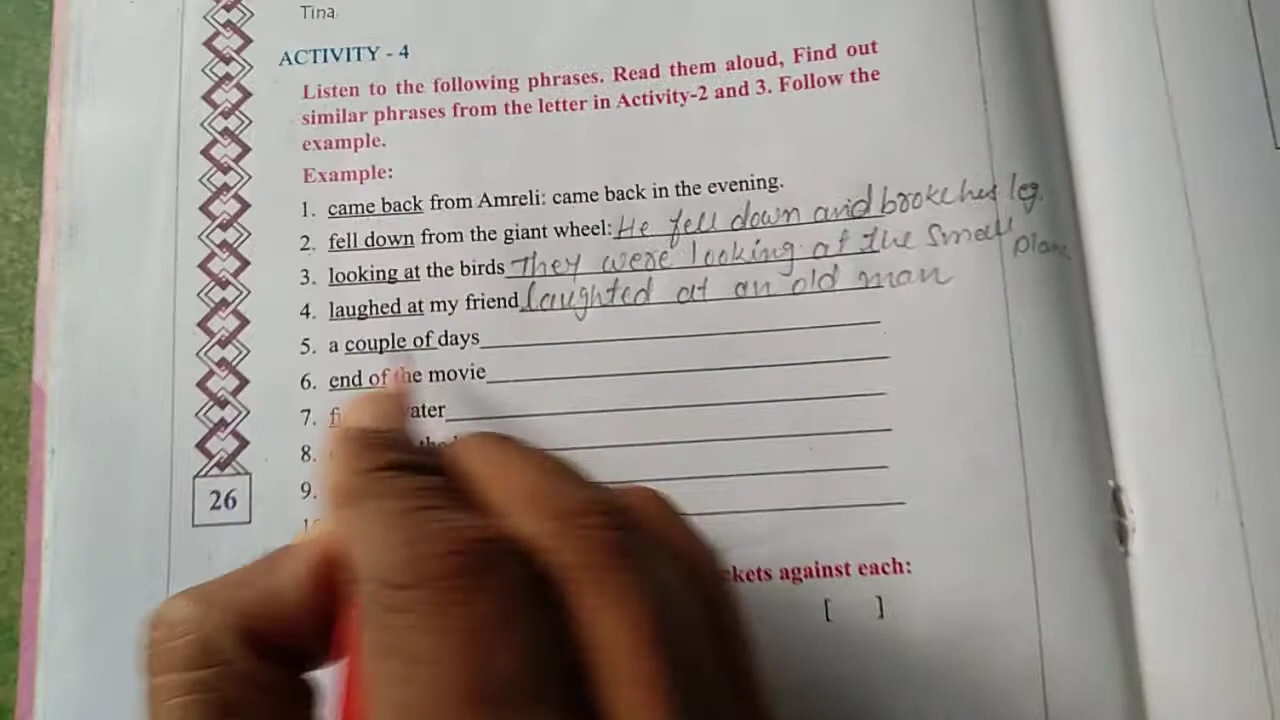 Tina
ACTIVITY - 4
Listen to the following phrases. Read them aloud, Find out
similar phrases from the letter in Activity-2 and 3. Follow the
example.
Example:
1. came back from Amreli: came back in the evening.
2. fell down from the giant wheel: He fell down and broke his leg.
3. looking at the birds They were looking at the small plane
4. laughed at my friend laughted at an old man
5. a couple of days
6. end of the movie
7.
8.
9.
26
against each:
[ ]